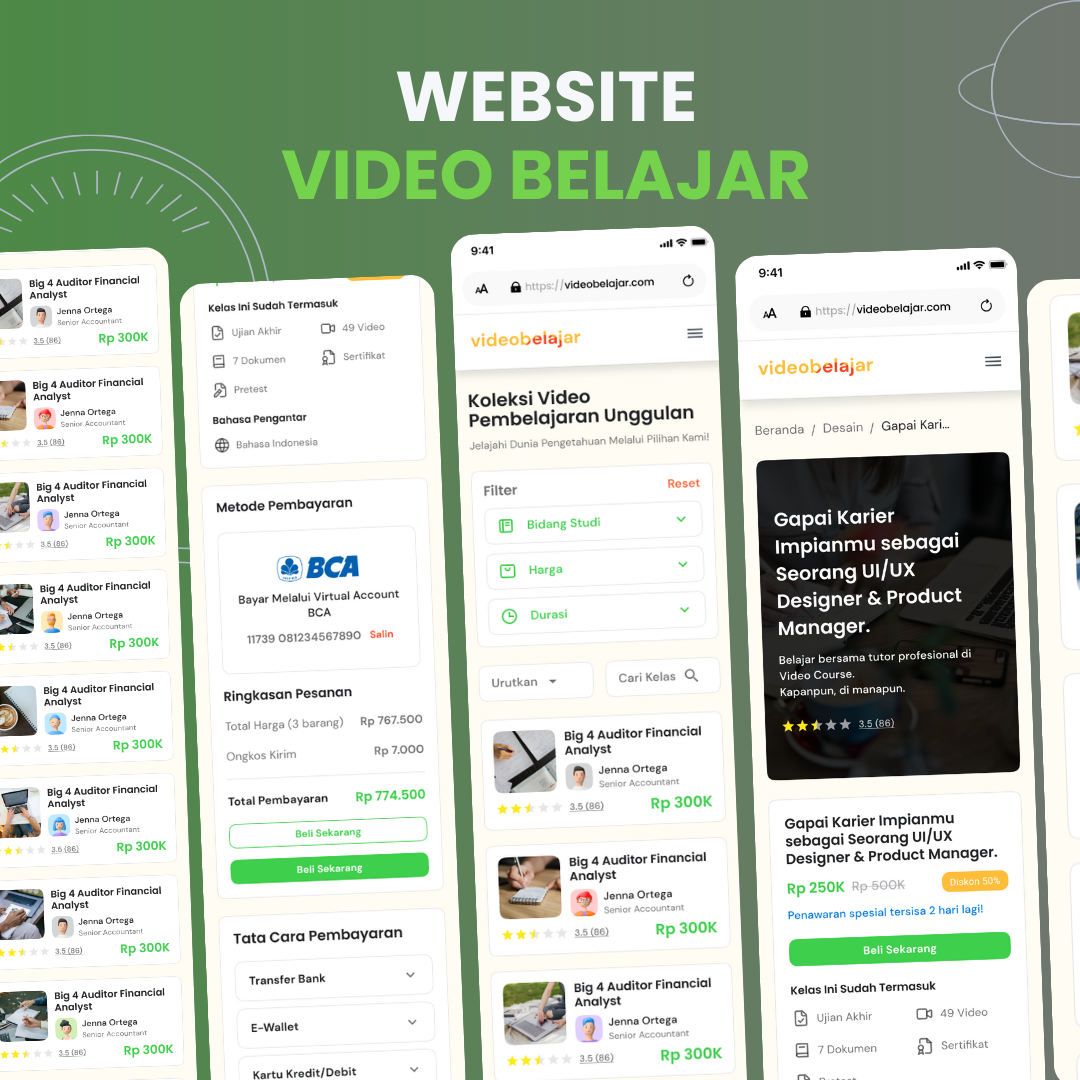 WEBSITE
VIDEO BELAJAR
Big 4 Auditor Financial
Analyst
Jenna Ortega
Senior Accountant
3.5 (86)
Rp 300K
Big 4 Auditor Financial
Analyst
Jenna Ortega
Senior Accountant
3.5 (86)
Rp 300K
Big 4 Auditor Financial
Analyst
Jenna Ortega
Senior Accountant
3.5 (86)
Rp 300K
Big 4 Auditor Financial
Analyst
Jenna Ortega
Senior Accountant
3.5 (86)
Rp 300K
Big 4 Auditor Financial
Analyst
Jenna Ortega
Senior Accountant
3.5 (86)
Rp 300K
Big 4 Auditor Financial
Analyst
Jenna Ortega
Senior Accountant
3.5 (86)
Rp 300K
Big 4 Auditor Financial
Analyst
Jenna Ortega
Senior Accountant
3.5 (86)
Rp 300K
Big 4 Auditor Financial
Analyst
Jenna Ortega
Senior Accountant
3.5 (86)
Rp 300K
Kelas Ini Sudah Termasuk
Ujian Akhir
49 Video
7 Dokumen
Sertifikat
Pretest
Bahasa Pengantar
Bahasa Indonesia
Metode Pembayaran
BCA
Bayar Melalui Virtual Account
BCA
11739 081234567890 Salin
Ringkasan Pesanan
Total Harga (3 barang) Rp 767.500
Ongkos Kirim Rp 7.000
Total Pembayaran Rp 774.500
Beli Sekarang
Beli Sekarang
Tata Cara Pembayaran
Transfer Bank
E-Wallet
Kartu Kredit/Debit
9:41
AA https://videobelajar.com
videobelajar
Koleksi Video
Pembelajaran Unggulan
Jelajahi Dunia Pengetahuan Melalui Pilihan Kami!
Filter Reset
Bidang Studi
Harga
Durasi
Urutkan
Cari Kelas
Big 4 Auditor Financial
Analyst
Jenna Ortega
Senior Accountant
3.5 (86)
Rp 300K
Big 4 Auditor Financial
Analyst
Jenna Ortega
Senior Accountant
3.5 (86)
Rp 300K
Big 4 Auditor Financial
Analyst
Jenna Ortega
Senior Accountant
3.5 (86)
Rp 300K
9:41
AA https://videobelajar.com
videobelajar
Beranda / Desain / Gapai Kari...
Gapai Karier
Impianmu sebagai
Seorang UI/UX
Designer & Product
Manager.
Belajar bersama tutor profesional di
Video Course.
Kapanpun, di manapun.
3.5 (86)
Gapai Karier Impianmu
sebagai Seorang UI/UX
Designer & Product Manager.
Rp 250K Rp 500K Diskon 50%
Penawaran spesial tersisa 2 hari lagi!
Beli Sekarang
Kelas Ini Sudah Termasuk
Ujian Akhir
49 Video
7 Dokumen
Sertifikat